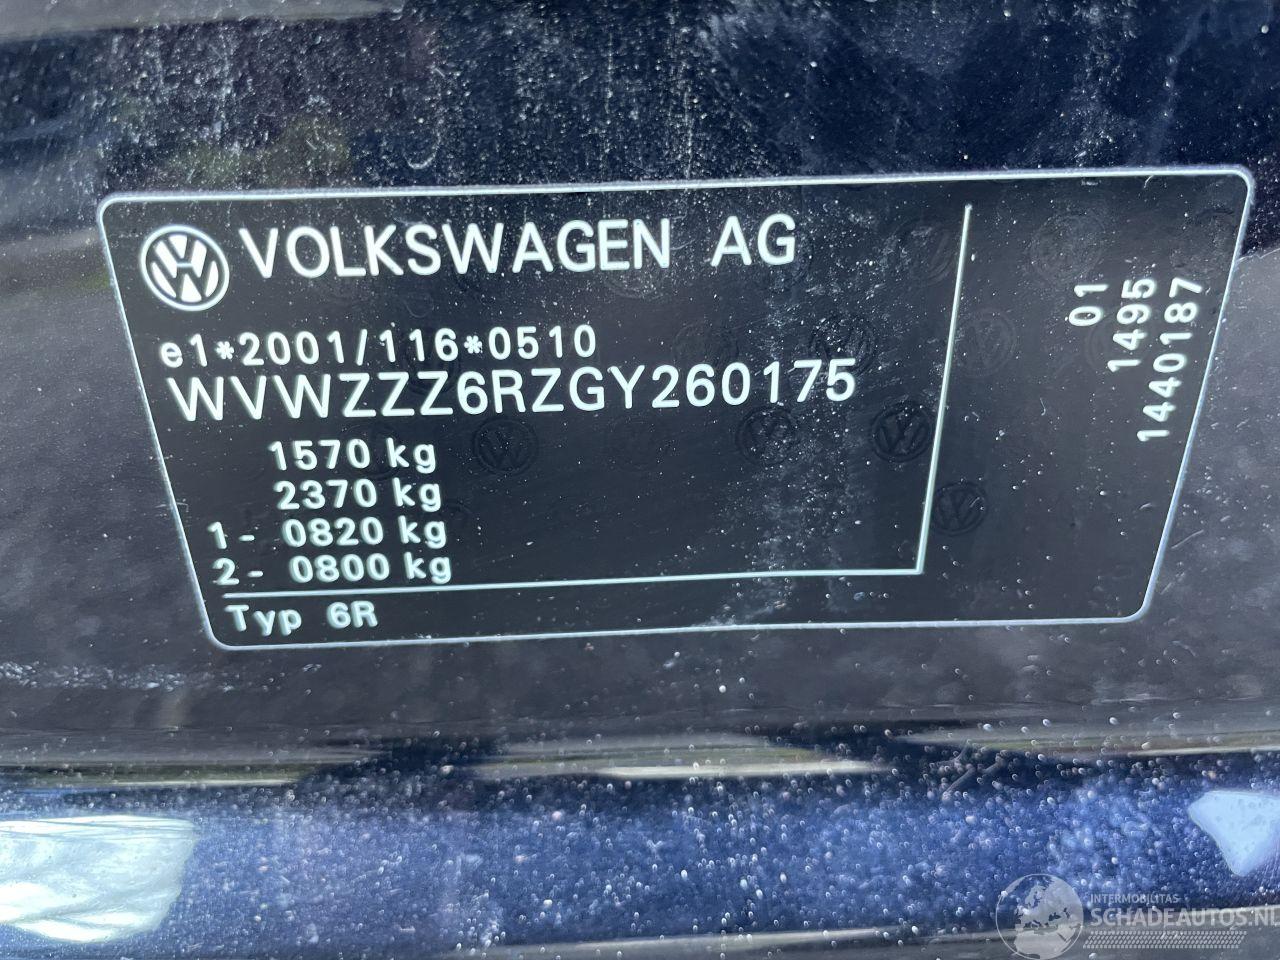 VOLKSWAGEN AG
e1*2001/116*0510
WVWZZZ6RZGY260175
1570 kg
2370 kg
1- 0820 kg
2- 0800 kg
Typ 6R
01
1495
1440187
INTERMOBILITAS
SCHADEAUTOS.NL